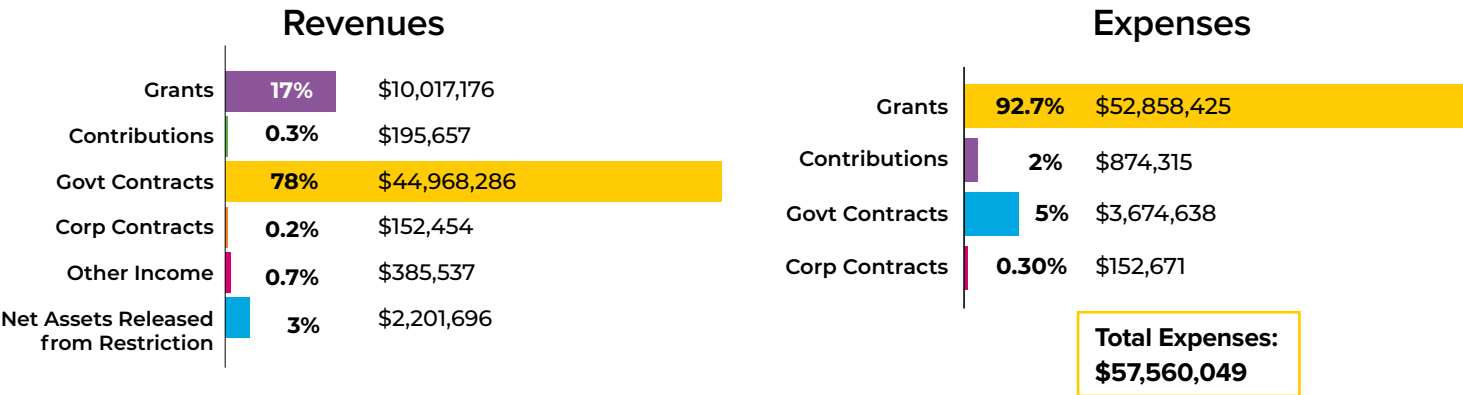 Revenues
Grants 17% $10,017,176
Contributions 0.3% $195,657
Govt Contracts 78% $44,968,286
Corp Contracts 0.2% $152,454
Other Income 0.7% $385,537
Net Assets Released
from Restriction 3% $2,201,696
Expenses
Grants 92.7% $52,858,425
Contributions 2% $874,315
Govt Contracts 5% $3,674,638
Corp Contracts 0.30% $152,671
Total Expenses:
$57,560,049